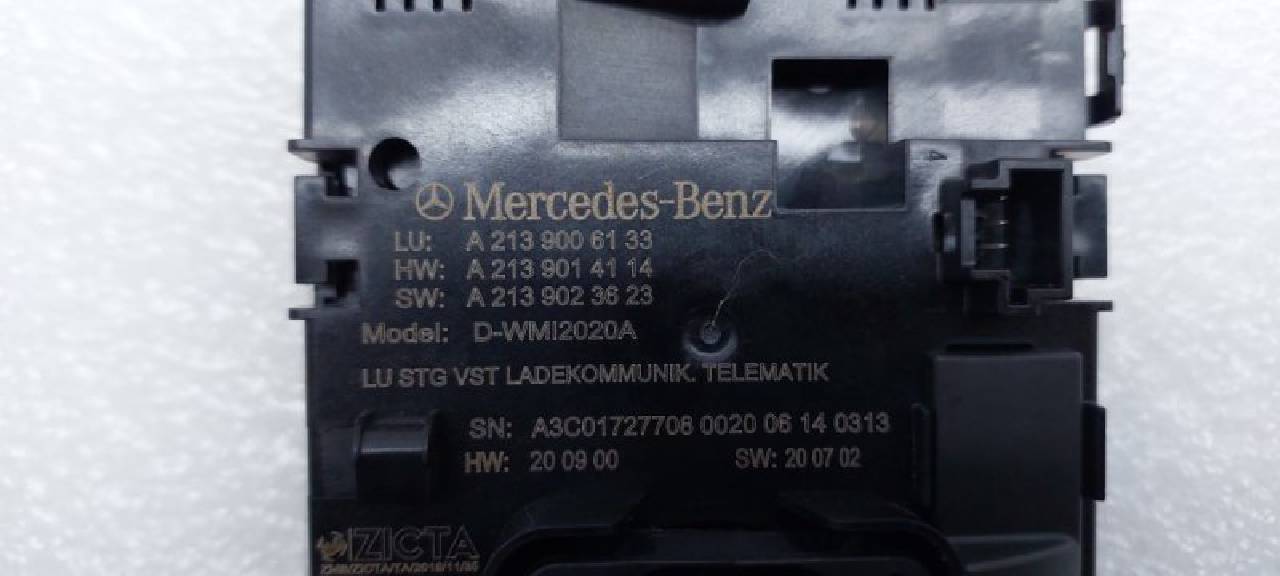 Mercedes-Benz
LU: A 213 900 61 33
HW: A 213 901 41 14
SW: A 213 902 36 23
Model: D-WMI2020A
LU STG VST LADEKOMMUNIK. TELEMATIK
SN: A3C01727708 0020 06 14 0313
HW: 20 09 00 SW: 20 07 02
ZICTA